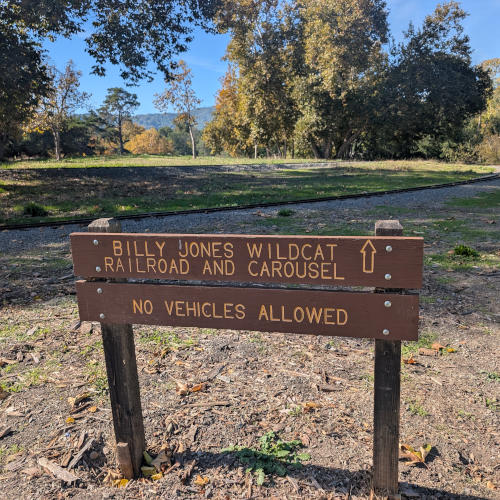 BILLY JONES WILDCAT
RAILROAD AND CAROUSEL ↑
NO VEHICLES ALLOWED